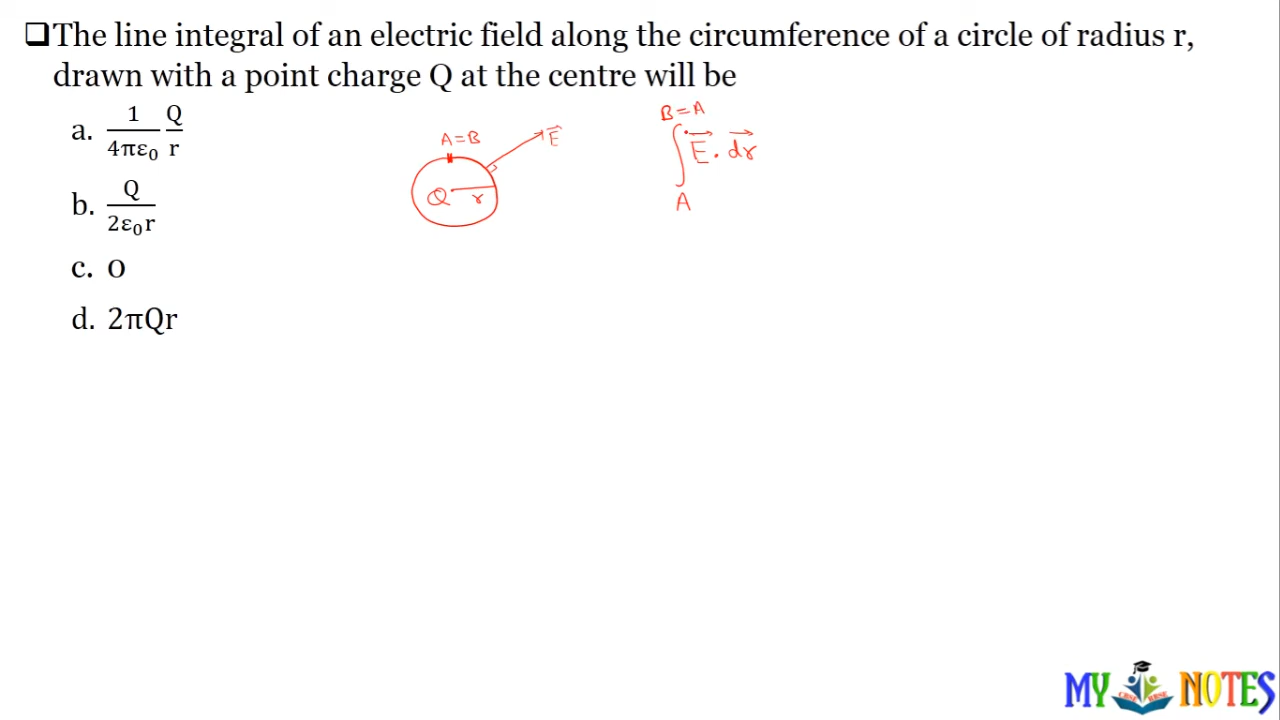 ❑The line integral of an electric field along the circumference of a circle of radius r,
drawn with a point charge Q at the centre will be
a. 1/4πε₀ Q/r
b. Q/2ε₀r
c. 0
d. 2πQr
A=B
E⃗
Q r
B=A
∫ E⃗ . dr⃗
A
MY NOTES